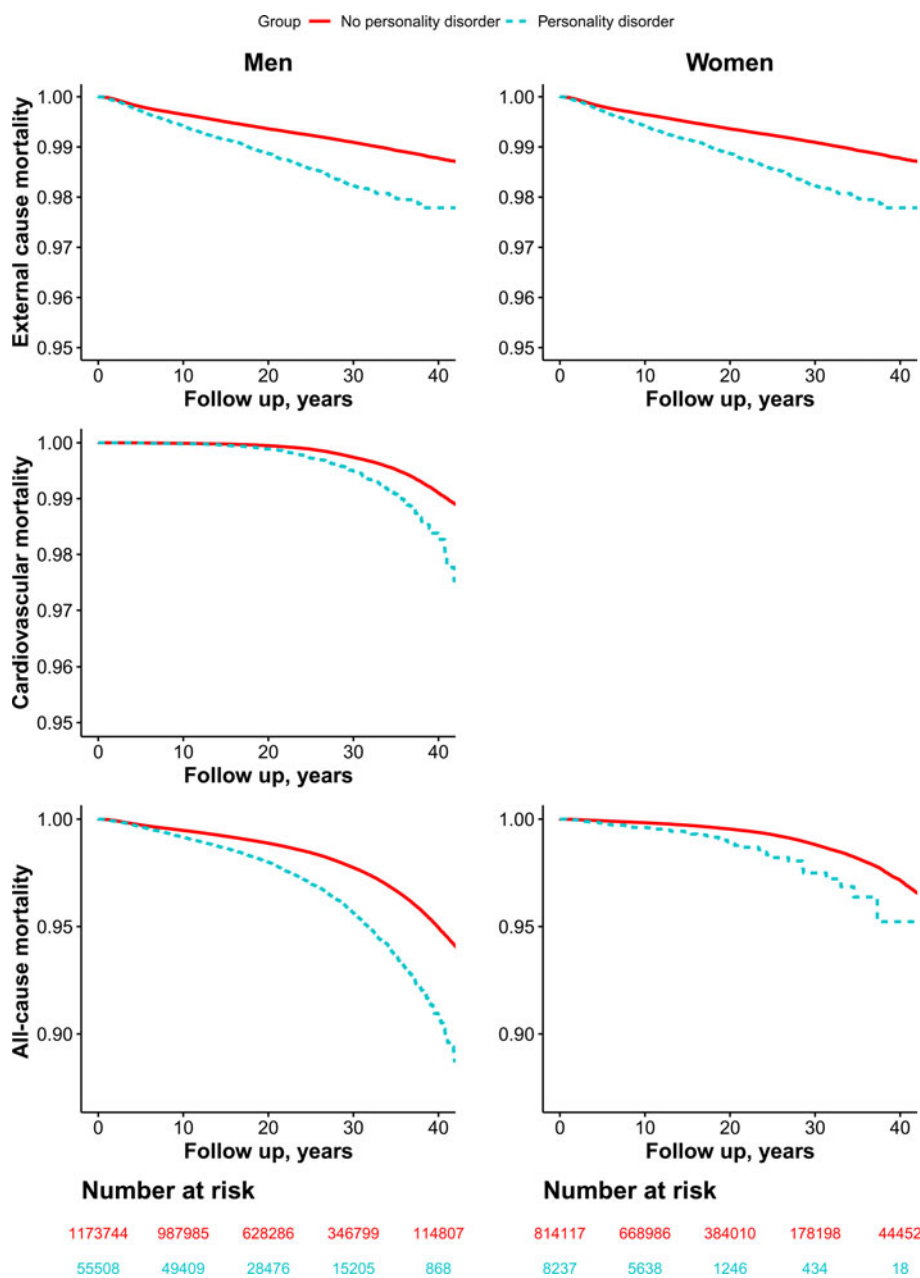 Group No personality disorder Personality disorder
Men
Women
External cause mortality
1.00
0.99
0.98
0.97
0.96
0.95
0 10 20 30 40
Follow up, years
1.00
0.99
0.98
0.97
0.96
0.95
0 10 20 30 40
Follow up, years
Cardiovascular mortality
1.00
0.99
0.98
0.97
0.96
0.95
0 10 20 30 40
Follow up, years
All-cause mortality
1.00
0.95
0.90
0 10 20 30 40
Follow up, years
1.00
0.95
0.90
0 10 20 30 40
Follow up, years
Number at risk
1173744 987985 628286 346799 114807
55508 49409 28476 15205 868
Number at risk
814117 668986 384010 178198 44452
8237 5638 1246 434 18